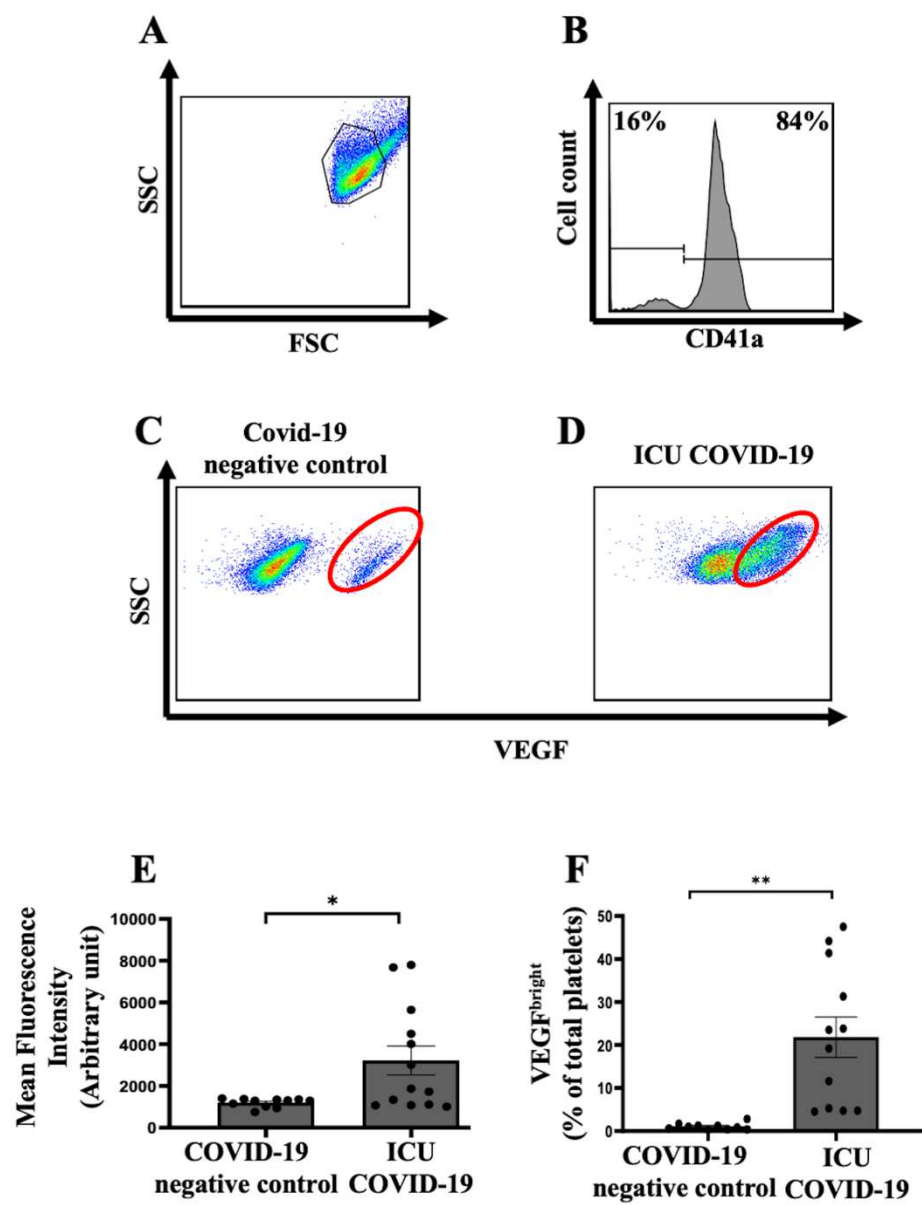 A
SSC
FSC
B
16%
84%
Cell count
CD41a
C
Covid-19
negative control
D
ICU COVID-19
SSC
VEGF
E
*
Mean Fluorescence
Intensity
(Arbitrary unit)
10000
8000
6000
4000
2000
0
COVID-19
negative control
ICU
COVID-19
F
**
VEGFbright
(% of total platelets)
50
40
30
20
10
0
COVID-19
negative control
ICU
COVID-19